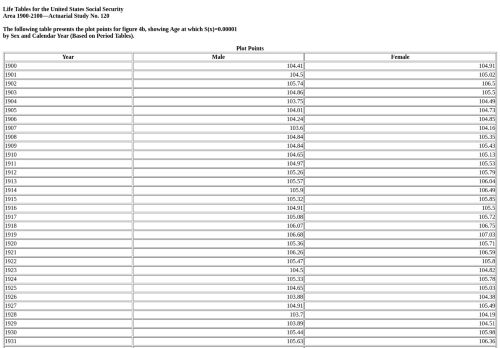 Life Tables for the United States Social Security
Area 1900-2100—Actuarial Study No. 120
The following table presents the plot points for figure 4b, showing Age at which S(x)=0.00001
by Sex and Calendar Year (Based on Period Tables).
Plot Points
Year Male Female
1900 104.41 104.91
1901 104.5 105.02
1902 105.74 106.5
1903 104.86 105.5
1904 103.75 104.49
1905 104.01 104.73
1906 104.24 104.85
1907 103.6 104.16
1908 104.84 105.35
1909 104.84 105.43
1910 104.65 105.13
1911 104.97 105.53
1912 105.26 105.79
1913 105.57 106.04
1914 105.9 106.49
1915 105.32 105.85
1916 104.91 105.5
1917 105.08 105.72
1918 106.07 106.75
1919 106.68 107.03
1920 105.36 105.71
1921 106.26 106.59
1922 105.47 105.8
1923 104.5 104.82
1924 105.33 105.78
1925 104.65 105.03
1926 103.88 104.38
1927 104.91 105.49
1928 103.7 104.19
1929 103.89 104.51
1930 105.44 105.98
1931 105.63 106.36